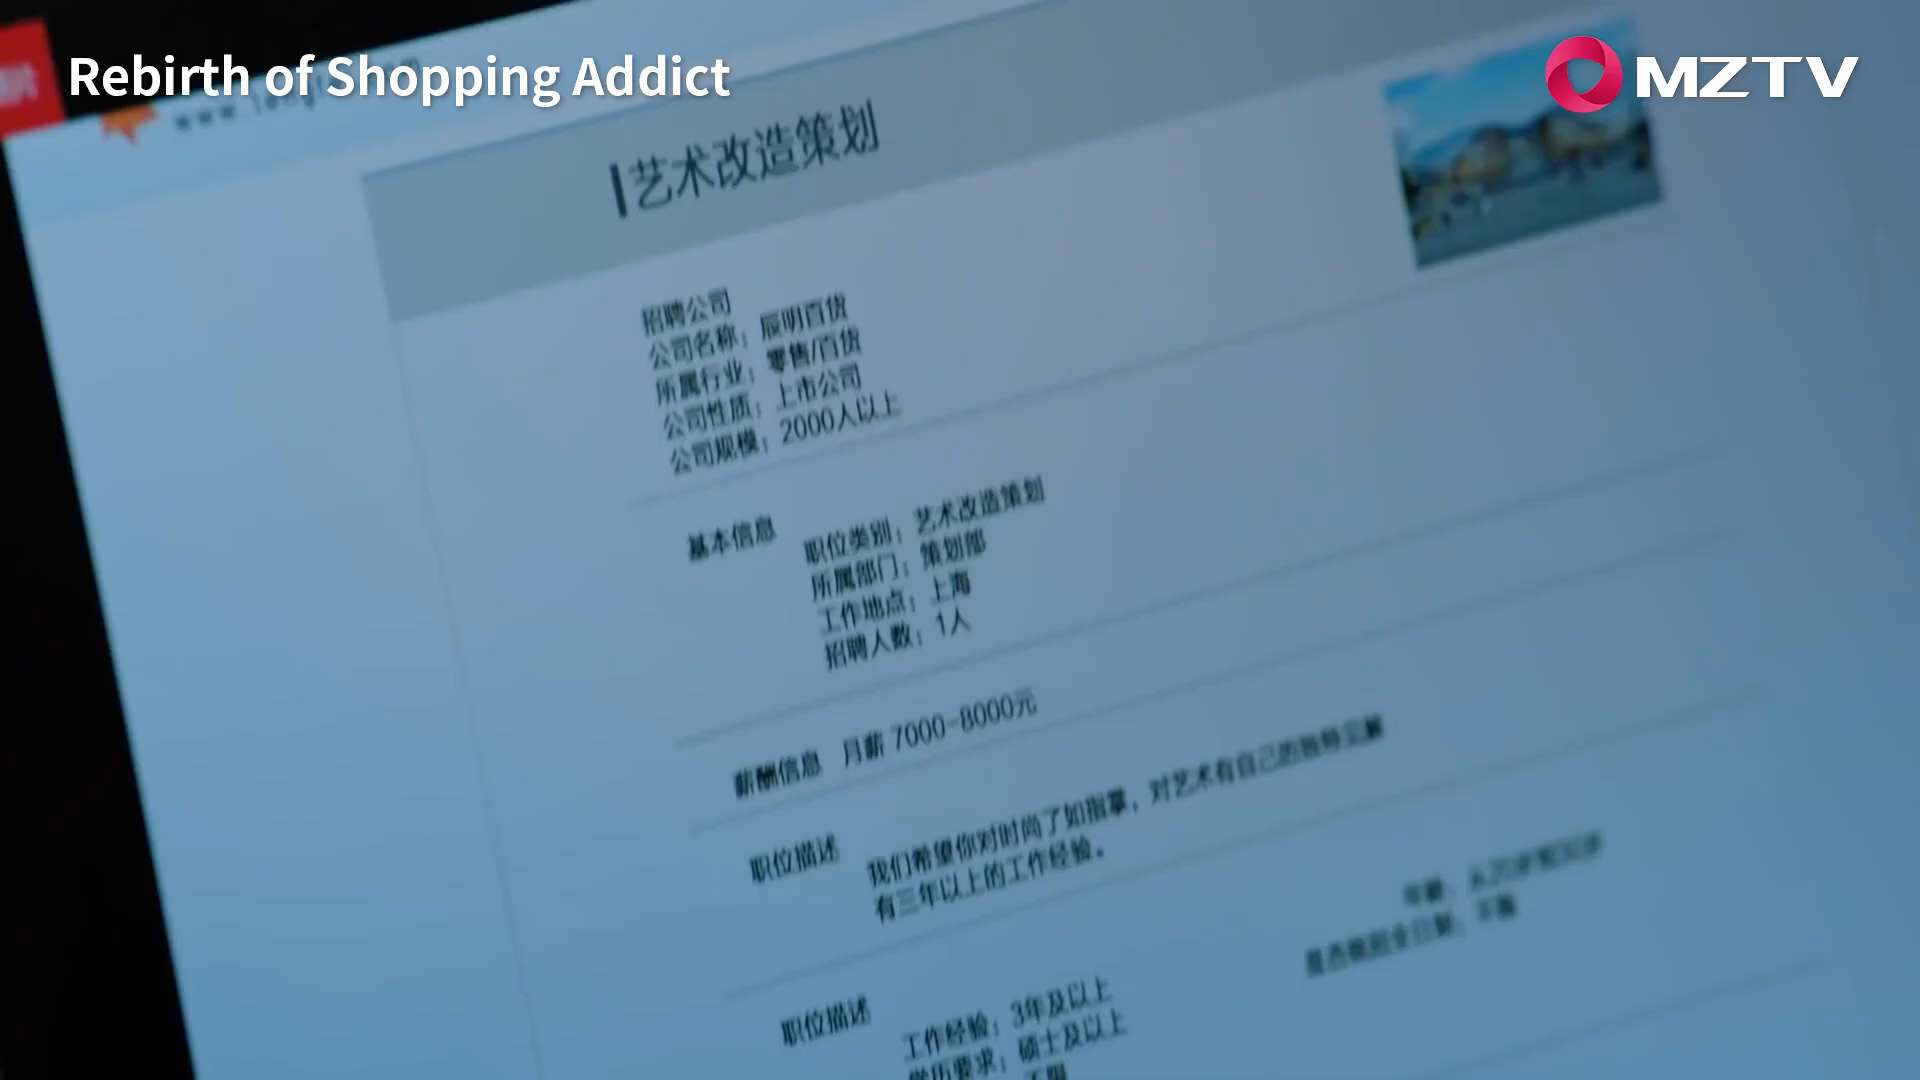 Rebirth of Shopping Addict
MZTV
艺术改造策划
招聘公司
公司名称：辰明百货
所属行业：零售/百货
公司性质：上市公司
公司规模：2000人以上
基本信息
职位类别：艺术改造策划
所属部门：策划部
工作地点：上海
招聘人数：1人
薪酬信息 月薪 7000-8000元
职位描述
我们希望你对时尚了如指掌，对艺术有自己的独特见解
有三年以上的工作经验。
职位描述
工作经验：3年及以上
学历要求：硕士及以上
不限